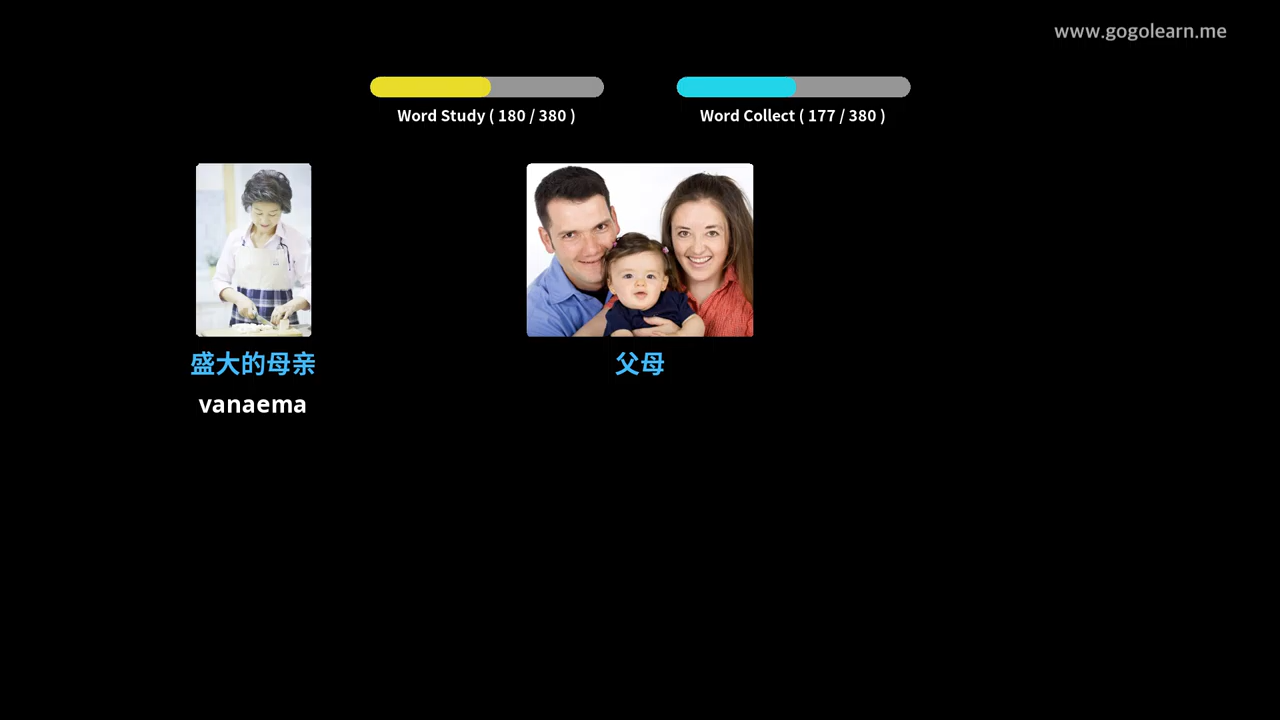 www.gogolearn.me
Word Study ( 180 / 380 )
Word Collect ( 177 / 380 )
盛大的母亲
父母
vanaema